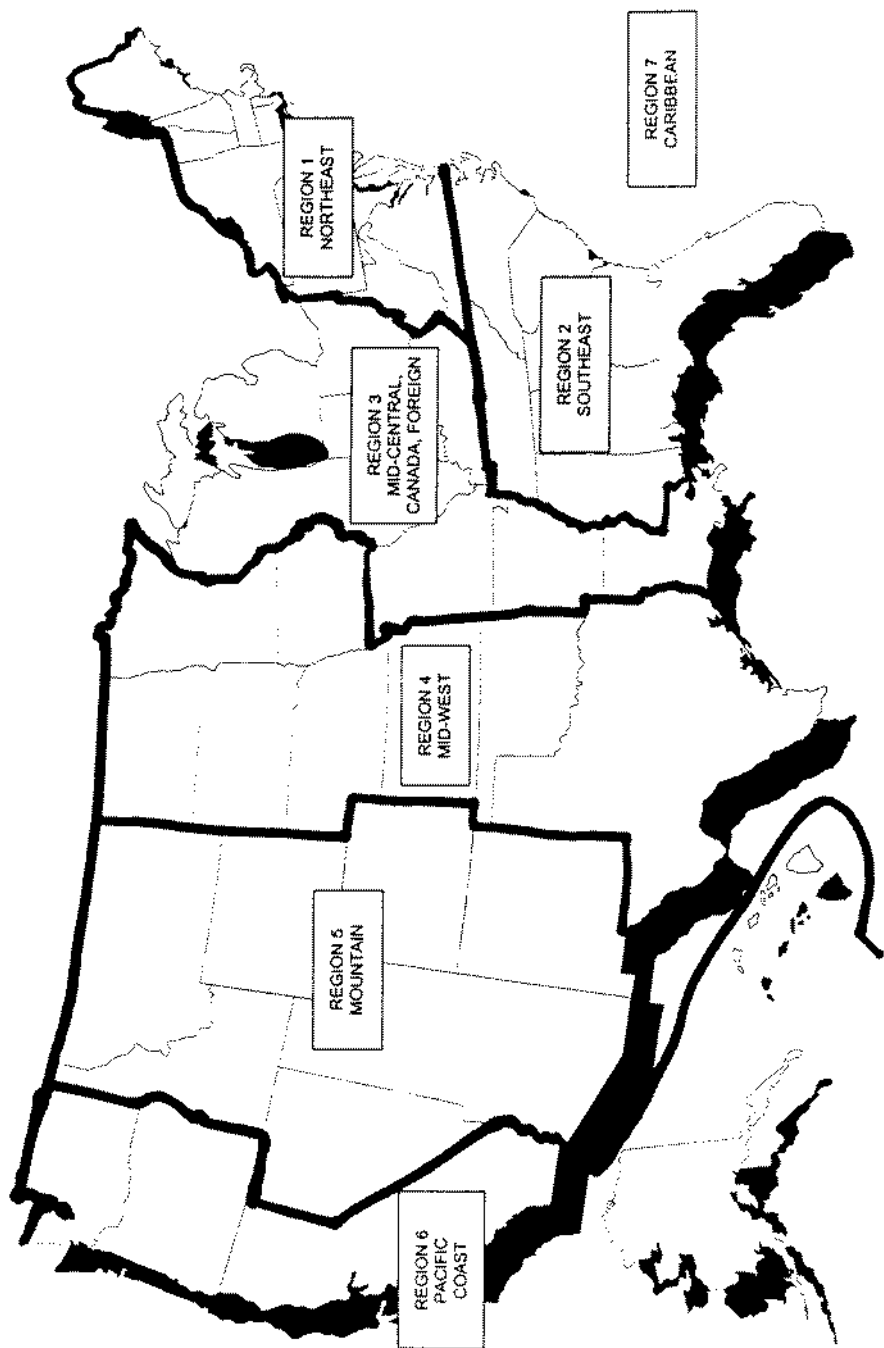 REGION 1
NORTHEAST
REGION 2
SOUTHEAST
REGION 3
MID-CENTRAL,
CANADA, FOREIGN
REGION 4
MID-WEST
REGION 5
MOUNTAIN
REGION 6
PACIFIC
COAST
REGION 7
CARIBBEAN